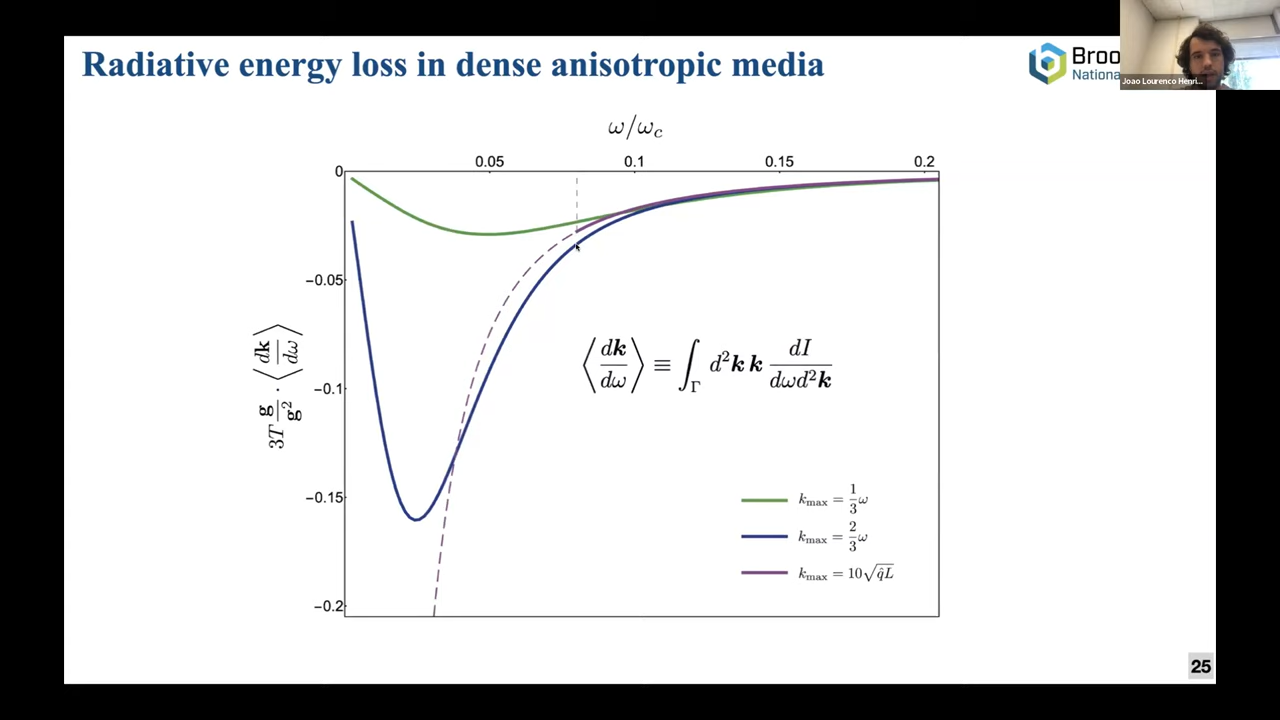 Radiative energy loss in dense anisotropic media
Broo
National
Joao Lourenco Henri...
ω/ω_c
0 0.05 0.1 0.15 0.2
−0.05
−0.1
−0.15
−0.2
3T g/g² · ⟨dk/dω⟩
⟨dk/dω⟩ ≡ ∫_Γ d²k k dI/dωd²k
k_max = 1/3 ω
k_max = 2/3 ω
k_max = 10√q̂L
25